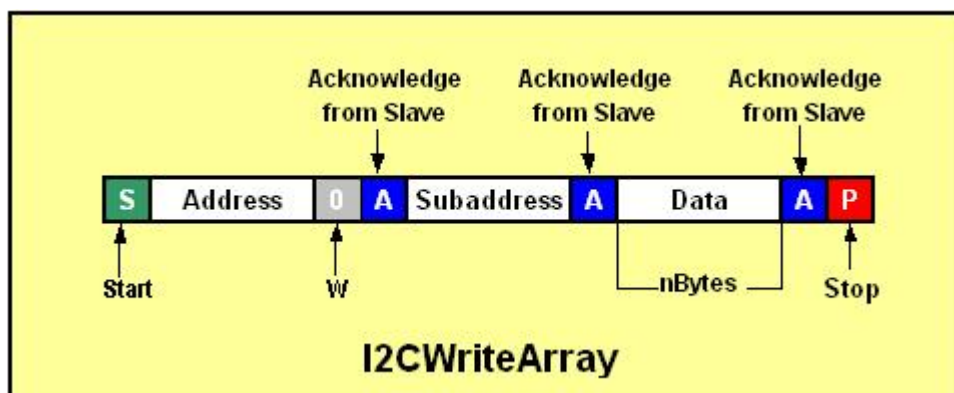 Acknowledge Acknowledge Acknowledge
from Slave from Slave from Slave
S Address 0 A Subaddress A Data A P
Start W nBytes Stop
I2CWriteArray